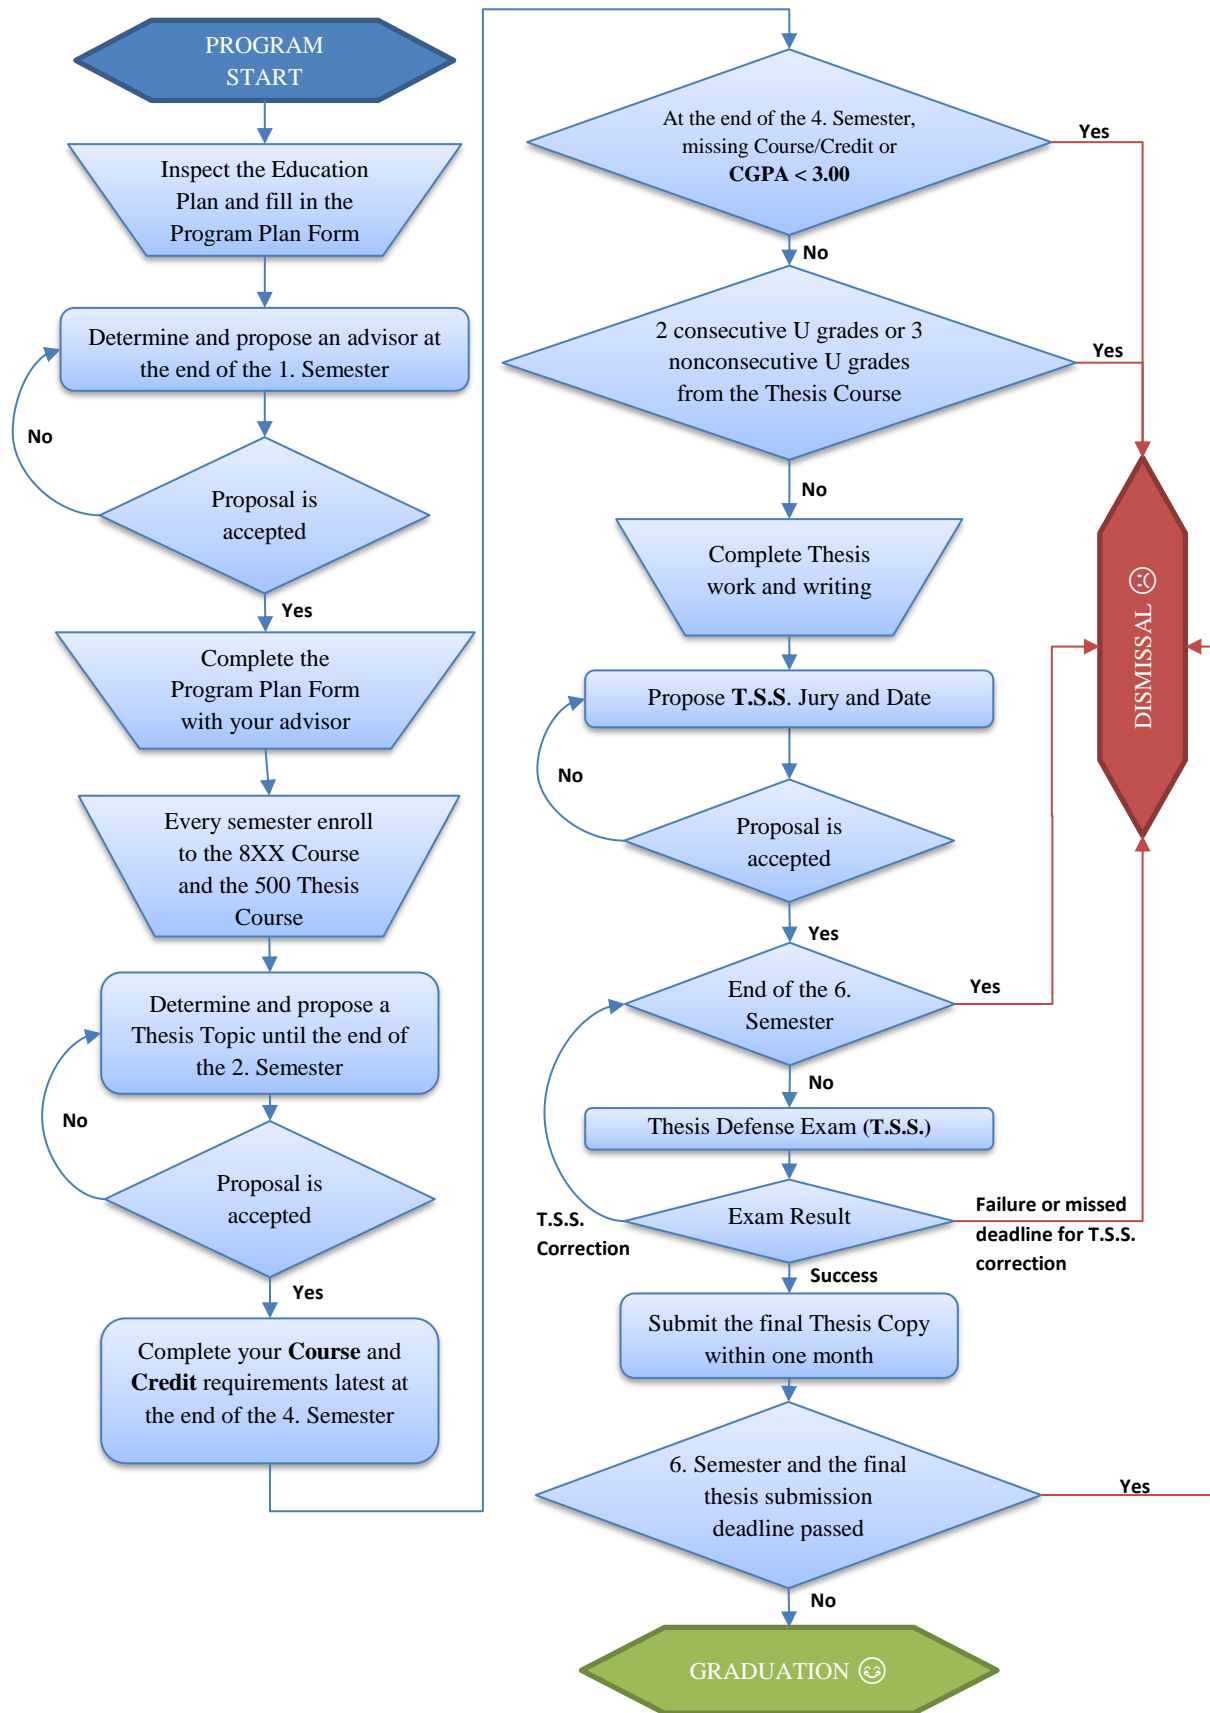 PROGRAM
START
Inspect the Education
Plan and fill in the
Program Plan Form
Determine and propose an advisor at
the end of the 1. Semester
No
Proposal is
accepted
Yes
Complete the
Program Plan Form
with your advisor
Every semester enroll
to the 8XX Course
and the 500 Thesis
Course
Determine and propose a
Thesis Topic until the end of
the 2. Semester
No
Proposal is
accepted
Yes
Complete your Course and
Credit requirements latest at
the end of the 4. Semester
At the end of the 4. Semester,
missing Course/Credit or
CGPA < 3.00
Yes
No
2 consecutive U grades or 3
nonconsecutive U grades
from the Thesis Course
Yes
No
Complete Thesis
work and writing
Propose T.S.S. Jury and Date
No
Proposal is
accepted
Yes
End of the 6.
Semester
Yes
No
Thesis Defense Exam (T.S.S.)
Exam Result
T.S.S.
Correction
Failure or missed
deadline for T.S.S.
correction
Success
Submit the final Thesis Copy
within one month
6. Semester and the final
thesis submission
deadline passed
Yes
No
GRADUATION 😊
DISMISSAL ☹